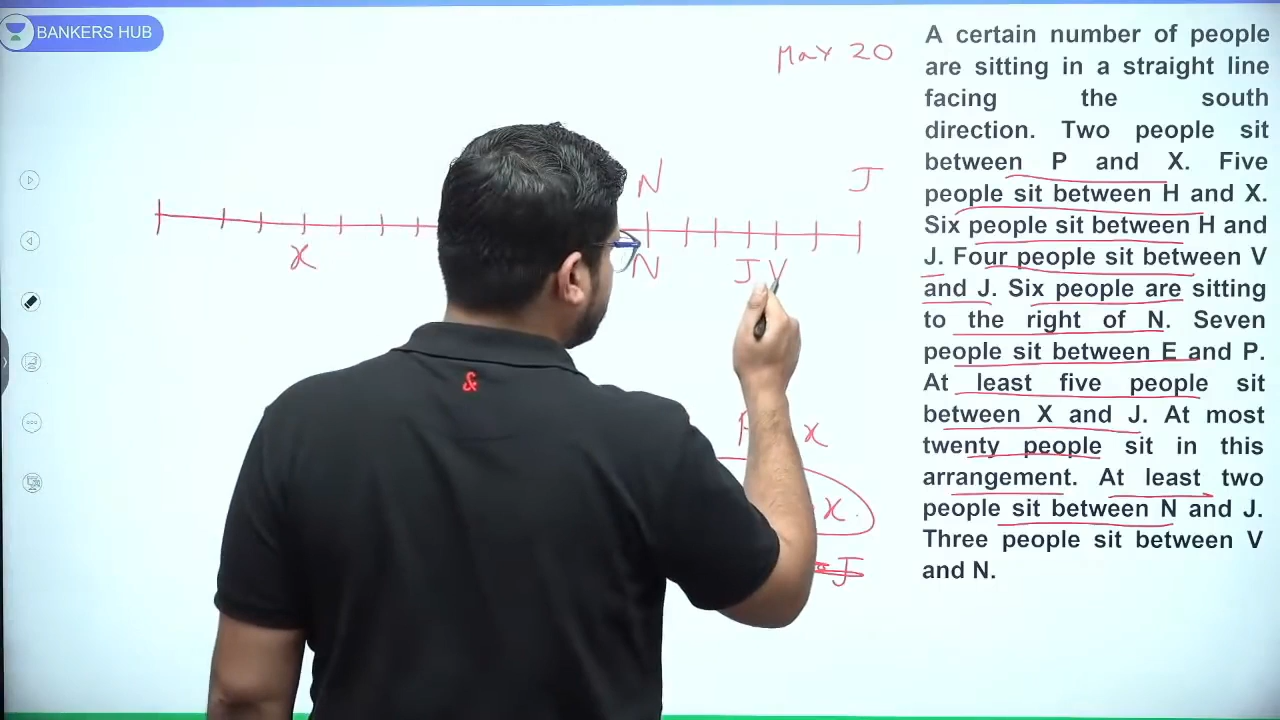 BANKERS HUB
May 20
N J
x N J V
x
x.
J
A certain number of people
are sitting in a straight line
facing the south
direction. Two people sit
between P and X. Five
people sit between H and X.
Six people sit between H and
J. Four people sit between V
and J. Six people are sitting
to the right of N. Seven
people sit between E and P.
At least five people sit
between X and J. At most
twenty people sit in this
arrangement. At least two
people sit between N and J.
Three people sit between V
and N.